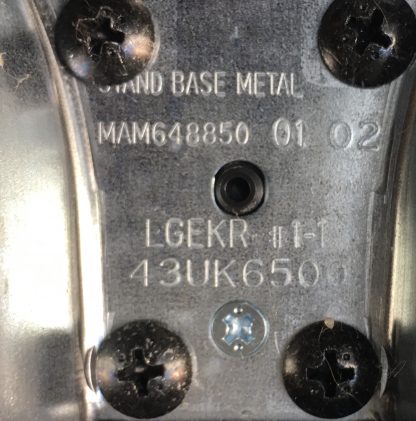 STAND BASE METAL
MAM648850 01 02
LGEKR-#1-1
43UK6500